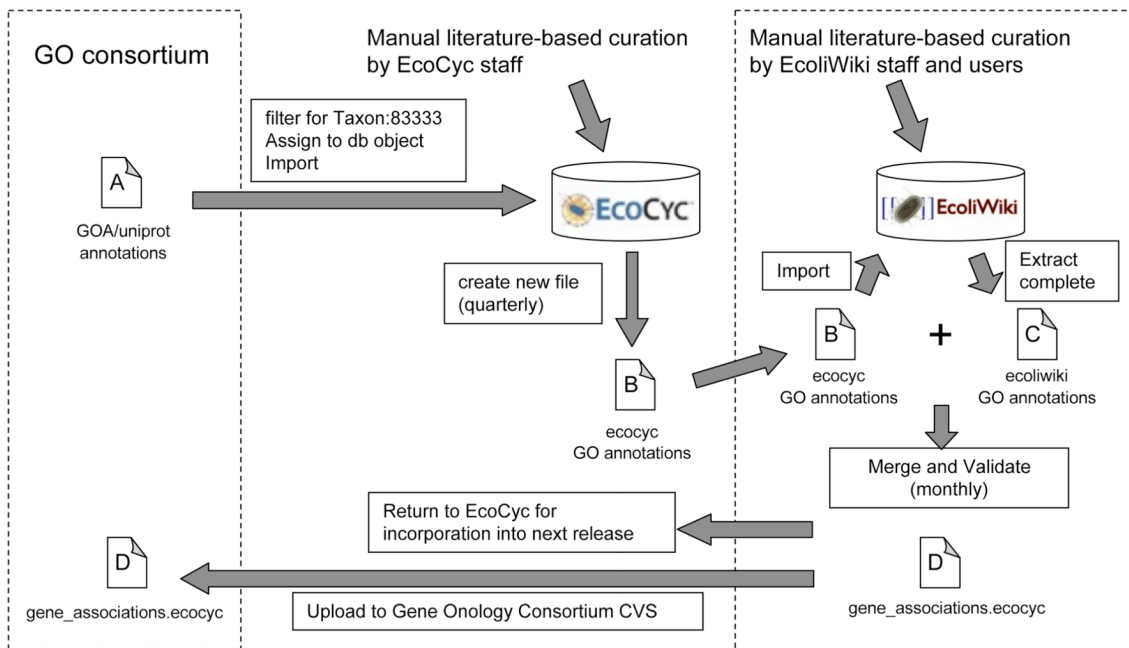 GO consortium
Manual literature-based curation
by EcoCyc staff
Manual literature-based curation
by EcoliWiki staff and users
filter for Taxon:83333
Assign to db object
Import
A
GOA/uniprot
annotations
EcoCyc
[[ ]]EcoliWiki
create new file
(quarterly)
Import
Extract
complete
B
ecocyc
GO annotations
B
ecocyc
GO annotations
+
C
ecoliwiki
GO annotations
Merge and Validate
(monthly)
Return to EcoCyc for
incorporation into next release
D
gene_associations.ecocyc
Upload to Gene Onology Consortium CVS
D
gene_associations.ecocyc